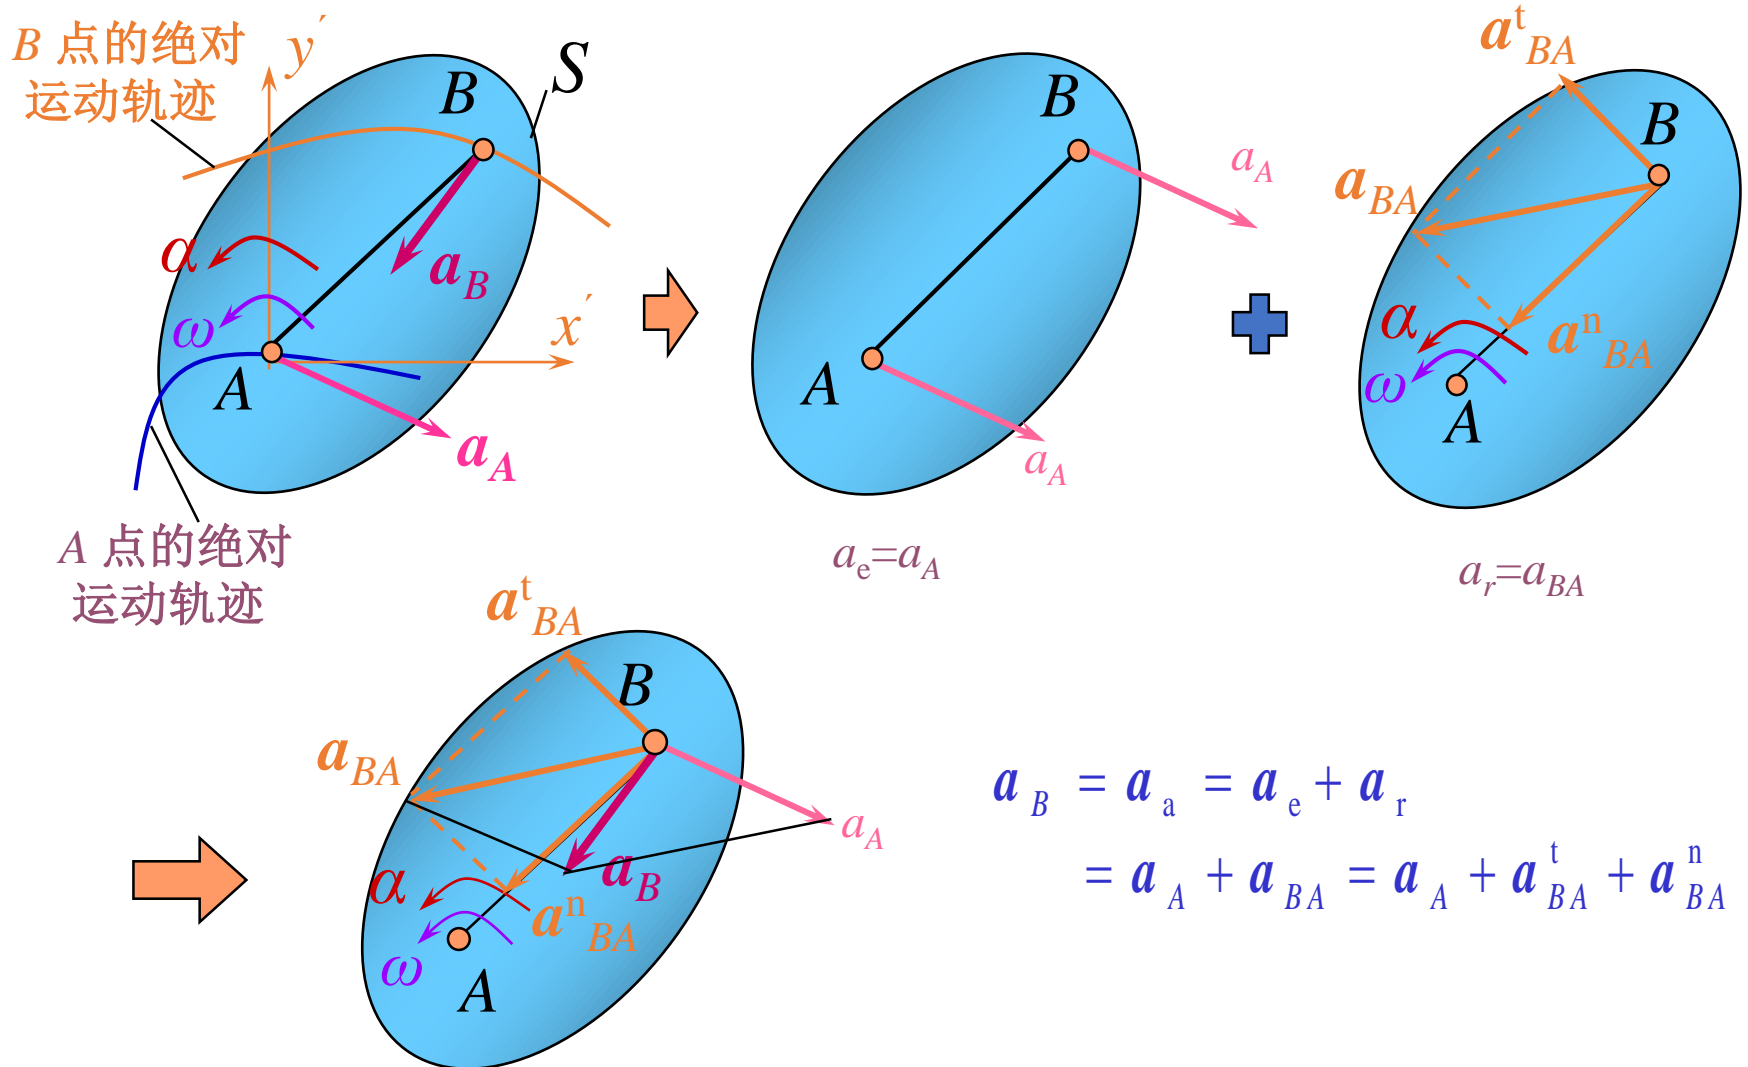 B 点的绝对
运动轨迹
y′
B
S
α
a_B
ω
x′
A
a_A
A 点的绝对
运动轨迹
B
a_A
A
a_A
a_e=a_A
a^t_BA
B
a_BA
α
a^n_BA
ω
A
a_r=a_BA
a^t_BA
B
a_BA
a_A
α
a_B
a^n_BA
ω
A
a_B = a_a = a_e + a_r
= a_A + a_BA = a_A + a^t_BA + a^n_BA